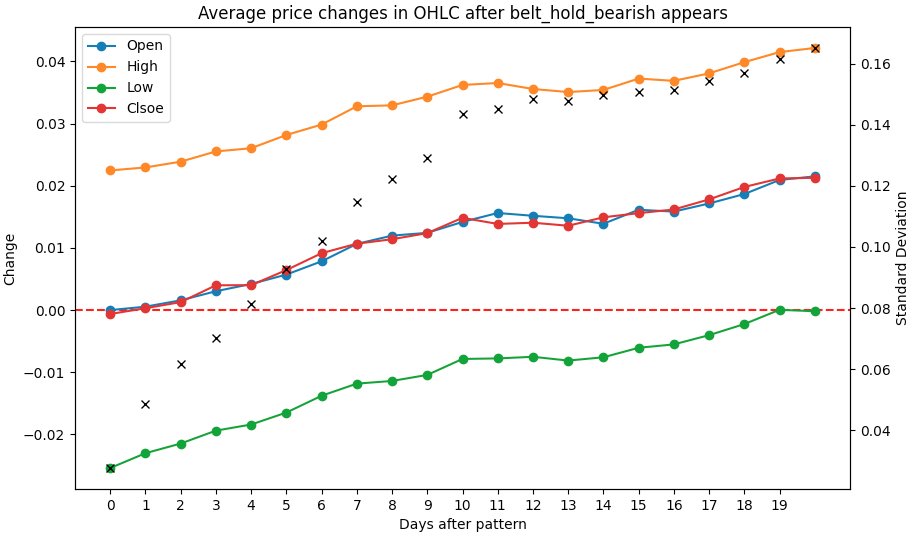 Average price changes in OHLC after belt_hold_bearish appears
Open
High
Low
Clsoe
0.04
0.03
0.02
0.01
0.00
−0.01
−0.02
Change
0.16
0.14
0.12
0.10
0.08
0.06
0.04
Standard Deviation
0 1 2 3 4 5 6 7 8 9 10 11 12 13 14 15 16 17 18 19
Days after pattern